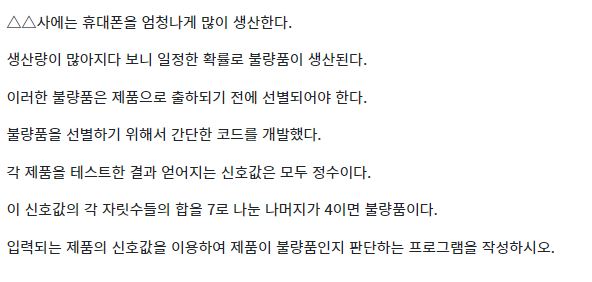 △△사에는 휴대폰을 엄청나게 많이 생산한다.
생산량이 많아지다 보니 일정한 확률로 불량품이 생산된다.
이러한 불량품은 제품으로 출하되기 전에 선별되어야 한다.
불량품을 선별하기 위해서 간단한 코드를 개발했다.
각 제품을 테스트한 결과 얻어지는 신호값은 모두 정수이다.
이 신호값의 각 자릿수들의 합을 7로 나눈 나머지가 4이면 불량품이다.
입력되는 제품의 신호값을 이용하여 제품이 불량품인지 판단하는 프로그램을 작성하시오.